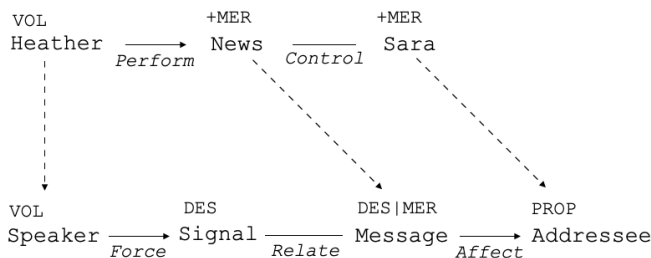 VOL +MER +MER
Heather News Sara
Perform Control
VOL DES DES|MER PROP
Speaker Signal Message Addressee
Force Relate Affect